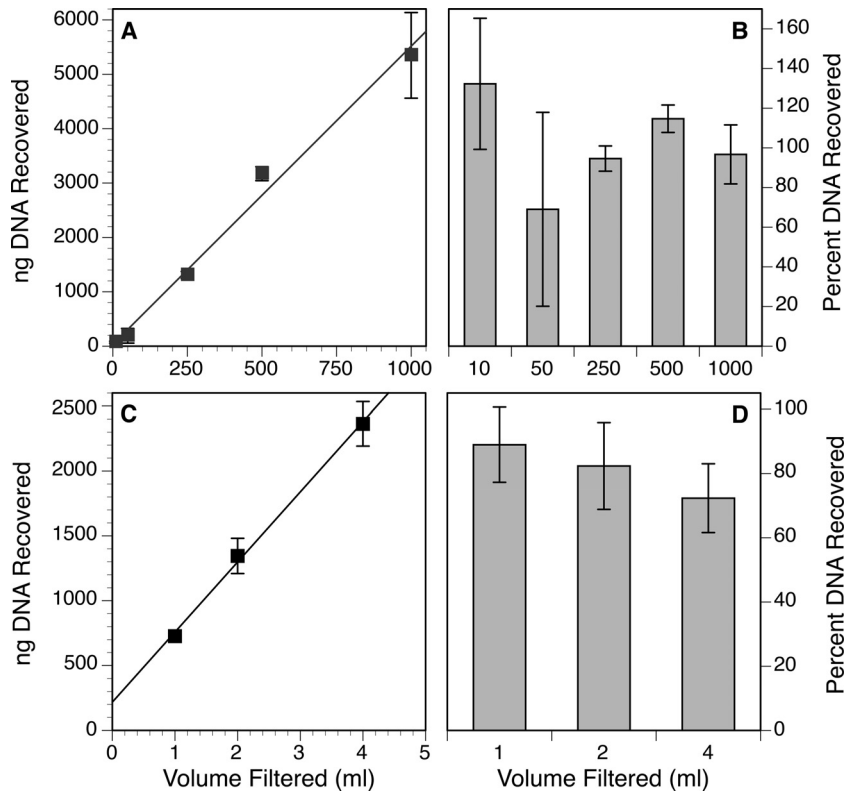 A
ng DNA Recovered
6000
5000
4000
3000
2000
1000
0
0 250 500 750 1000
B
Percent DNA Recovered
160
140
120
100
80
60
40
20
0
10 50 250 500 1000
C
ng DNA Recovered
2500
2000
1500
1000
500
0
0 1 2 3 4 5
Volume Filtered (ml)
D
Percent DNA Recovered
100
80
60
40
20
0
1 2 4
Volume Filtered (ml)